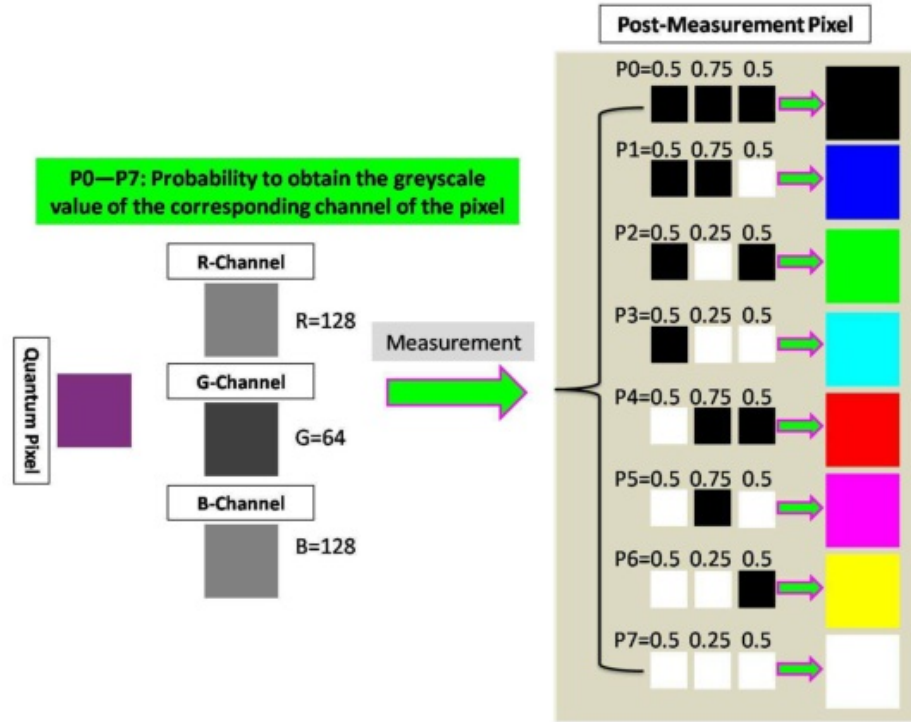 Post-Measurement Pixel
P0=0.5 0.75 0.5
P1=0.5 0.75 0.5
P2=0.5 0.25 0.5
P3=0.5 0.25 0.5
P4=0.5 0.75 0.5
P5=0.5 0.75 0.5
P6=0.5 0.25 0.5
P7=0.5 0.25 0.5
P0—P7: Probability to obtain the greyscale
value of the corresponding channel of the pixel
Quantum Pixel
R-Channel
R=128
G-Channel
G=64
B-Channel
B=128
Measurement